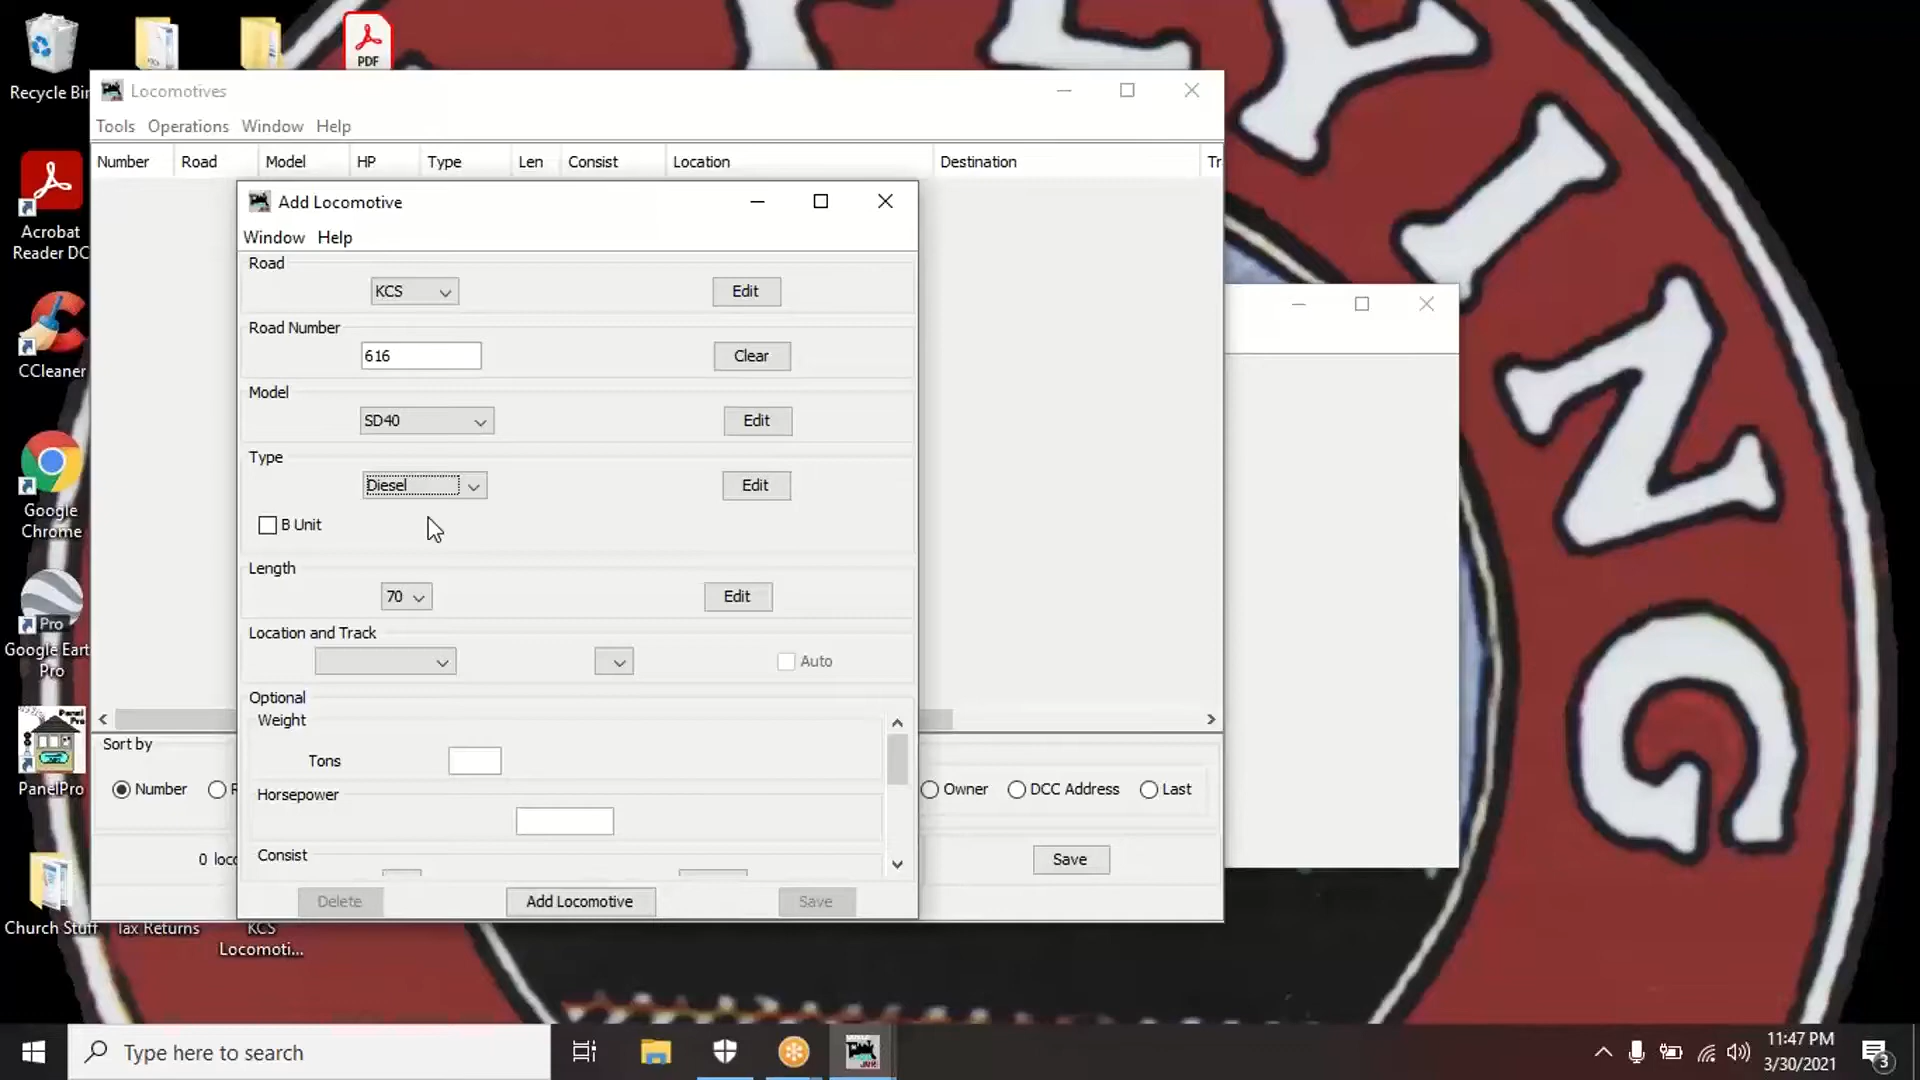 Recycle Bin
PDF
Locomotives
Tools Operations Window Help
Number Road Model HP Type Len Consist Location Destination Tr
Add Locomotive
Window Help
Road
KCS Edit
Road Number
616 Clear
Model
SD40 Edit
Type
Diesel Edit
B Unit
Length
70 Edit
Location and Track
Auto
Optional
Weight
Tons
Horsepower
Consist
Delete Add Locomotive Save
Sort by
Number R Owner DCC Address Last
0 loco Save
Acrobat
Reader DC
CCleaner
Google
Chrome
Pro
Google Eart
Pro
PanelPro
Church Stuff Tax Returns KCS
Locomoti...
LYING
Type here to search
11:47 PM
3/30/2021
3